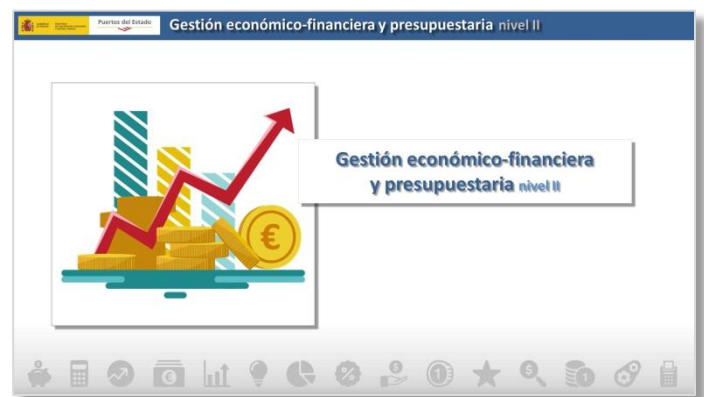 Puertos del Estado
Gestión económico-financiera y presupuestaria nivel II
Gestión económico-financiera
y presupuestaria nivel II
€